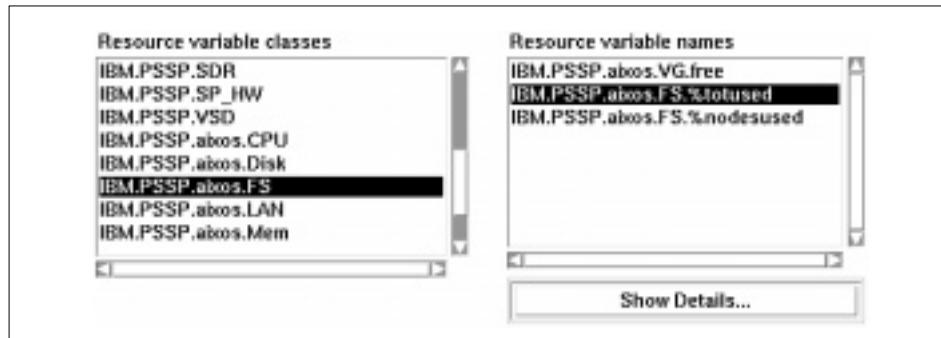 Resource variable classes
IBM.PSSP.SDR
IBM.PSSP.SP_HW
IBM.PSSP.VSD
IBM.PSSP.aixos.CPU
IBM.PSSP.aixos.Disk
IBM.PSSP.aixos.FS
IBM.PSSP.aixos.LAN
IBM.PSSP.aixos.Mem
Resource variable names
IBM.PSSP.aixos.VG.free
IBM.PSSP.aixos.FS.%totused
IBM.PSSP.aixos.FS.%nodesused
Show Details...